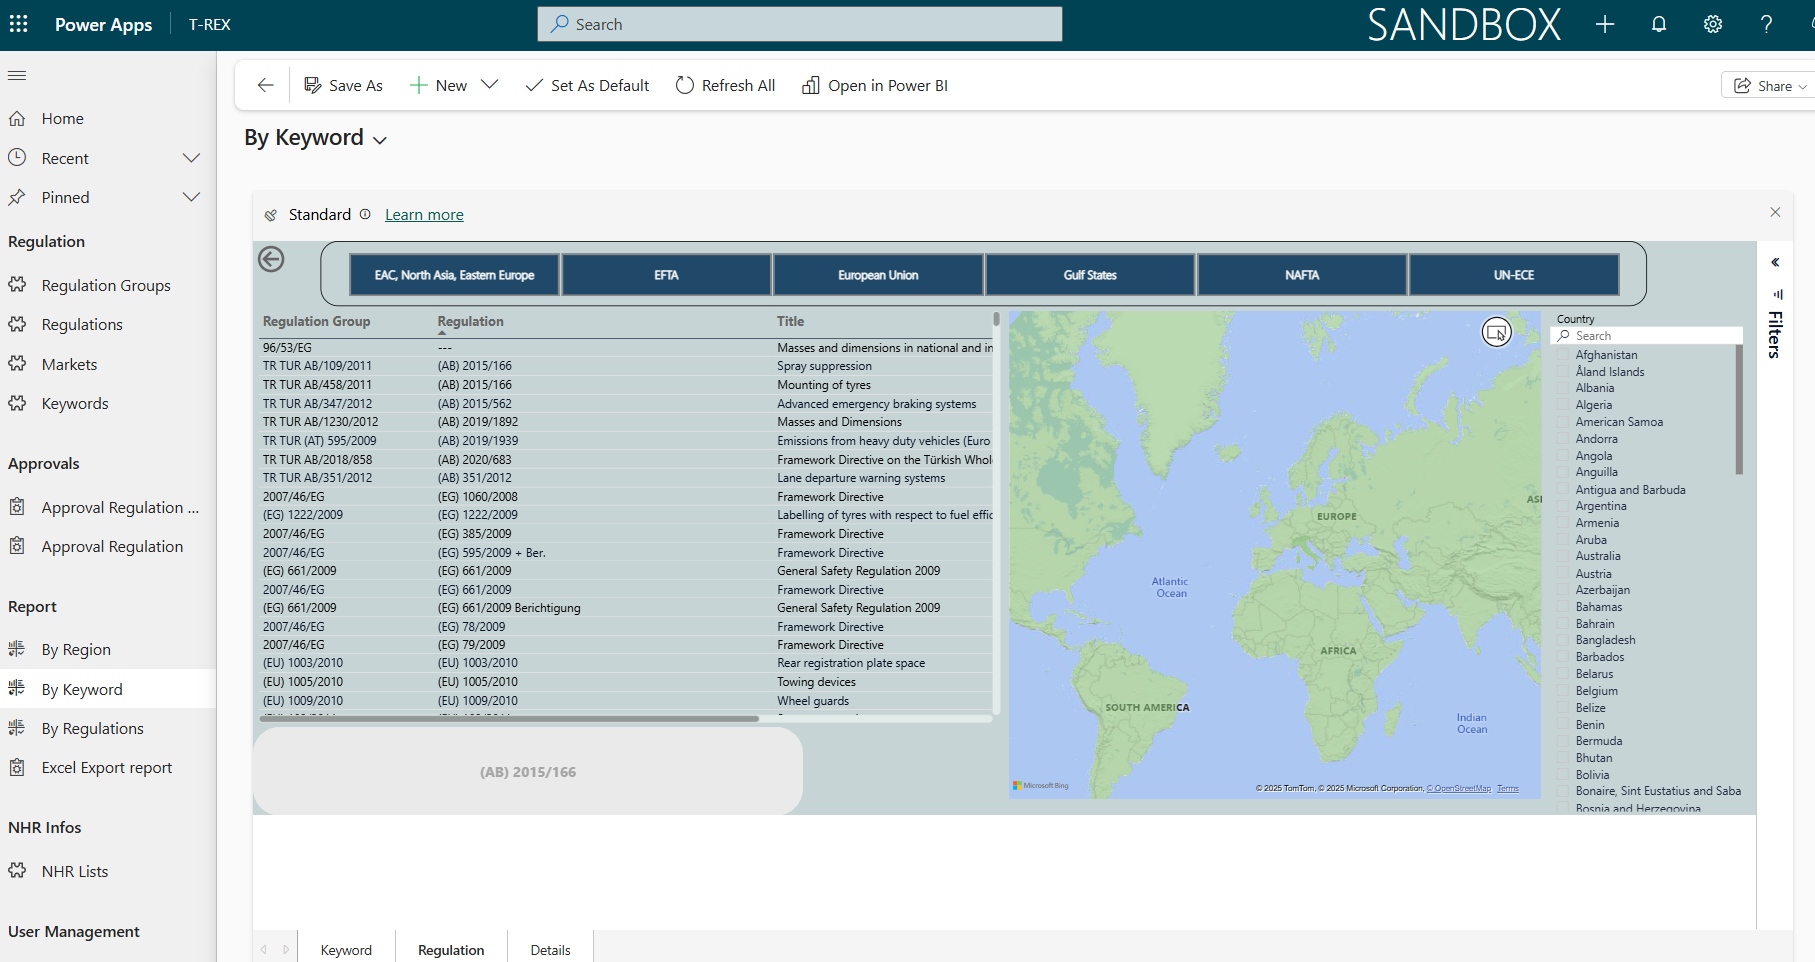 Power Apps T-REX Search SANDBOX
Save As New Set As Default Refresh All Open in Power BI Share
Home
Recent
Pinned
Regulation
Regulation Groups
Regulations
Markets
Keywords
Approvals
Approval Regulation ...
Approval Regulation
Report
By Region
By Keyword
By Regulations
Excel Export report
NHR Infos
NHR Lists
User Management
By Keyword
Standard Learn more
EAC, North Asia, Eastern Europe EFTA European Union Gulf States NAFTA UN-ECE
Regulation Group Regulation Title
96/53/EG --- Masses and dimensions in national and in
TR TUR AB/109/2011 (AB) 2015/166 Spray suppression
TR TUR AB/458/2011 (AB) 2015/166 Mounting of tyres
TR TUR AB/347/2012 (AB) 2015/562 Advanced emergency braking systems
TR TUR AB/1230/2012 (AB) 2019/1892 Masses and Dimensions
TR TUR (AT) 595/2009 (AB) 2019/1939 Emissions from heavy duty vehicles (Euro
TR TUR AB/2018/858 (AB) 2020/683 Framework Directive on the Türkish Whol
TR TUR AB/351/2012 (AB) 351/2012 Lane departure warning systems
2007/46/EG (EG) 1060/2008 Framework Directive
(EG) 1222/2009 (EG) 1222/2009 Labelling of tyres with respect to fuel effic
2007/46/EG (EG) 385/2009 Framework Directive
2007/46/EG (EG) 595/2009 + Ber. Framework Directive
(EG) 661/2009 (EG) 661/2009 General Safety Regulation 2009
2007/46/EG (EG) 661/2009 Framework Directive
(EG) 661/2009 (EG) 661/2009 Berichtigung General Safety Regulation 2009
2007/46/EG (EG) 78/2009 Framework Directive
2007/46/EG (EG) 79/2009 Framework Directive
(EU) 1003/2010 (EU) 1003/2010 Rear registration plate space
(EU) 1005/2010 (EU) 1005/2010 Towing devices
(EU) 1009/2010 (EU) 1009/2010 Wheel guards
(AB) 2015/166
EUROPE
ASI
Atlantic
Ocean
AFRICA
SOUTH AMERICA
Indian
Ocean
Microsoft Bing
© 2025 TomTom, © 2025 Microsoft Corporation, © OpenStreetMap Terms
Country
Search
Afghanistan
Åland Islands
Albania
Algeria
American Samoa
Andorra
Angola
Anguilla
Antigua and Barbuda
Argentina
Armenia
Aruba
Australia
Austria
Azerbaijan
Bahamas
Bahrain
Bangladesh
Barbados
Belarus
Belgium
Belize
Benin
Bermuda
Bhutan
Bolivia
Bonaire, Sint Eustatius and Saba
Bosnia and Herzegovina
Filters
Keyword Regulation Details